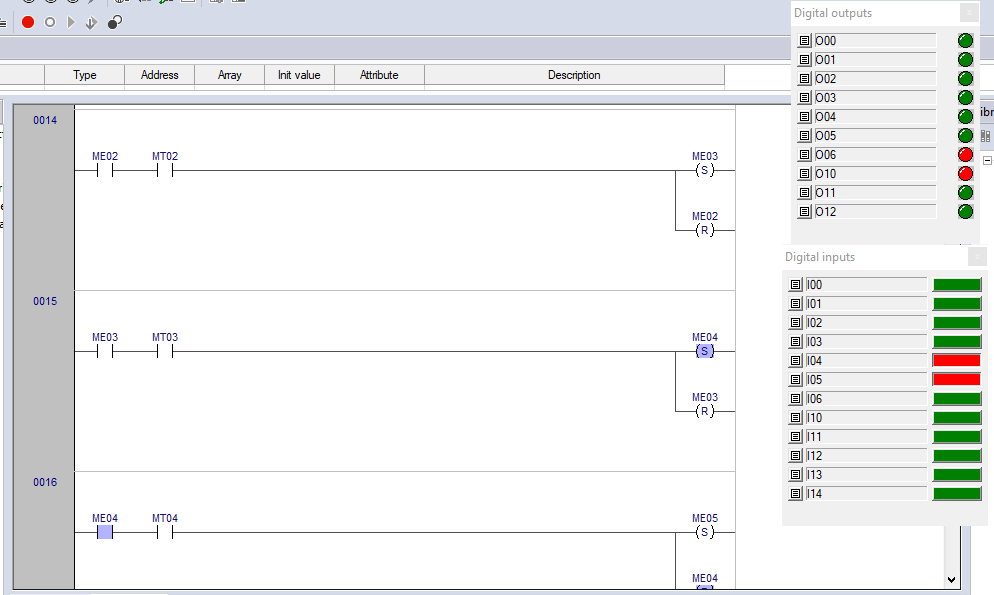 Type Address Array Init value Attribute Description
0014
ME02 MT02 ME03
S
ME02
R
0015
ME03 MT03 ME04
S
ME03
R
0016
ME04 MT04 ME05
S
ME04
Digital outputs
O00
O01
O02
O03
O04
O05
O06
O10
O11
O12
Digital inputs
I00
I01
I02
I03
I04
I05
I06
I10
I11
I12
I13
I14